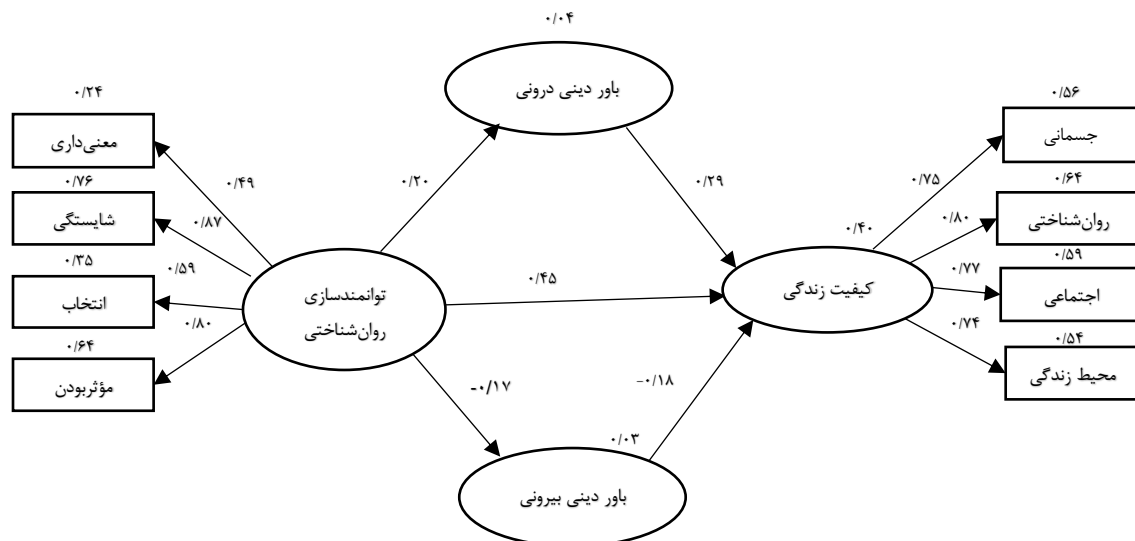 ۰/۰۴
باور دینی درونی
۰/۲۴
معنی‌داری
۰/۷۶
شایستگی
۰/۳۵
انتخاب
۰/۶۴
مؤثربودن
۰/۴۹
۰/۸۷
۰/۵۹
۰/۸۰
توانمندسازی
روان‌شناختی
۰/۲۰
۰/۲۹
۰/۴۵
-۰/۱۷
-۰/۱۸
۰/۰۳
باور دینی بیرونی
۰/۴۰
کیفیت زندگی
۰/۷۵
۰/۸۰
۰/۷۷
۰/۷۴
۰/۵۶
جسمانی
۰/۶۴
روان‌شناختی
۰/۵۹
اجتماعی
۰/۵۴
محیط زندگی